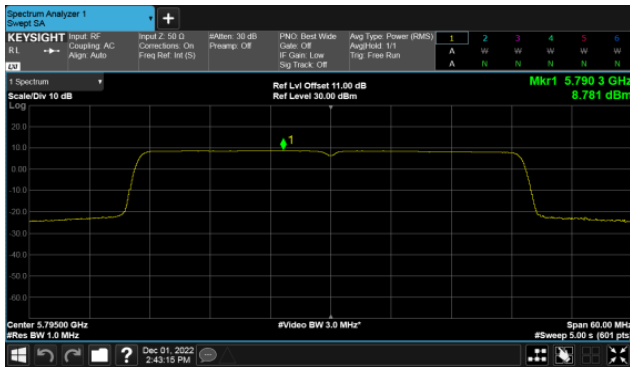 Spectrum Analyzer 1
Swept SA
+
KEYSIGHT Input: RF Input Z: 50 Ω #Atten: 30 dB PNO: Best Wide Avg Type: Power (RMS) 1 2 3 4 5 6
RL Coupling: AC Corrections: On Preamp: Off Gate: Off Avg|Hold: 1/1 A W W W W W
Align: Auto Freq Ref: Int (S) IF Gain: Low Trig: Free Run A N N N N N
LXI Sig Track: Off
1 Spectrum Ref Lvl Offset 11.00 dB Mkr1 5.790 3 GHz
Scale/Div 10 dB Ref Level 30.00 dBm 8.781 dBm
Log
20.0
10.0 1
0.00
-10.0
-20.0
-30.0
-40.0
-50.0
-60.0
Center 5.79500 GHz #Video BW 3.0 MHz* Span 60.00 MHz
#Res BW 1.0 MHz #Sweep 5.00 s (601 pts)
? Dec 01, 2022
2:43:15 PM